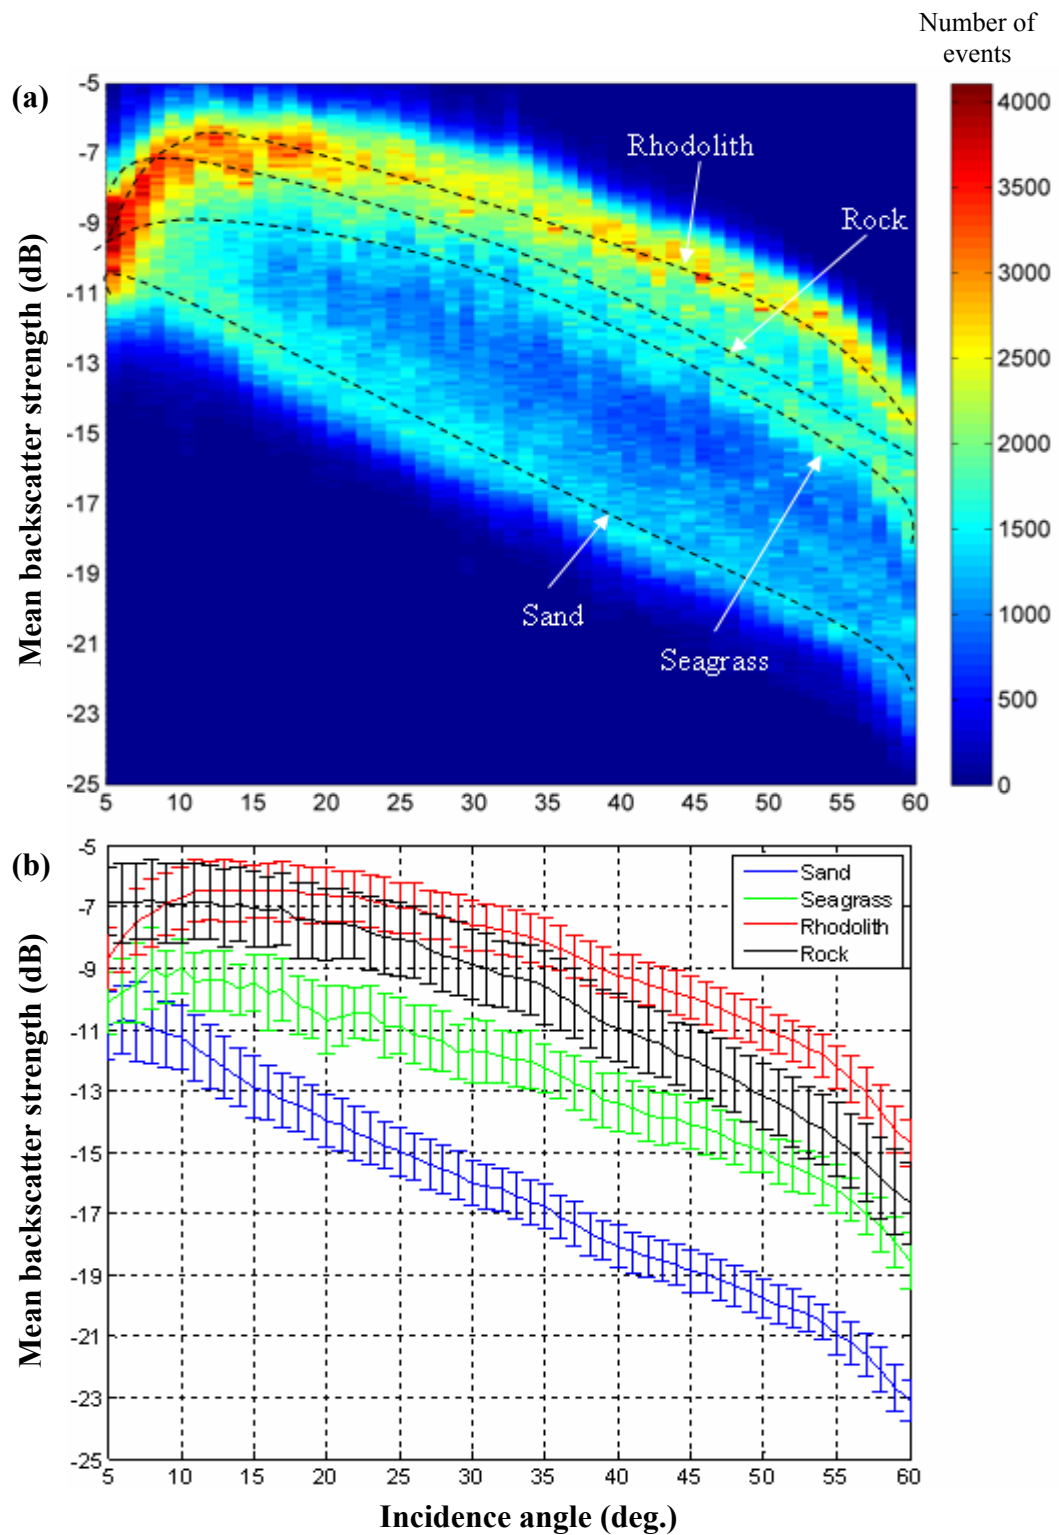 Number of
events
(a)
Mean backscatter strength (dB)
-5
-7
-9
-11
-13
-15
-17
-19
-21
-23
-25
5 10 15 20 25 30 35 40 45 50 55 60
Rhodolith
Rock
Sand
Seagrass
4000
3500
3000
2500
2000
1500
1000
500
0
(b)
Mean backscatter strength (dB)
-5
-7
-9
-11
-13
-15
-17
-19
-21
-23
-25
Sand
Seagrass
Rhodolith
Rock
5 10 15 20 25 30 35 40 45 50 55 60
Incidence angle (deg.)